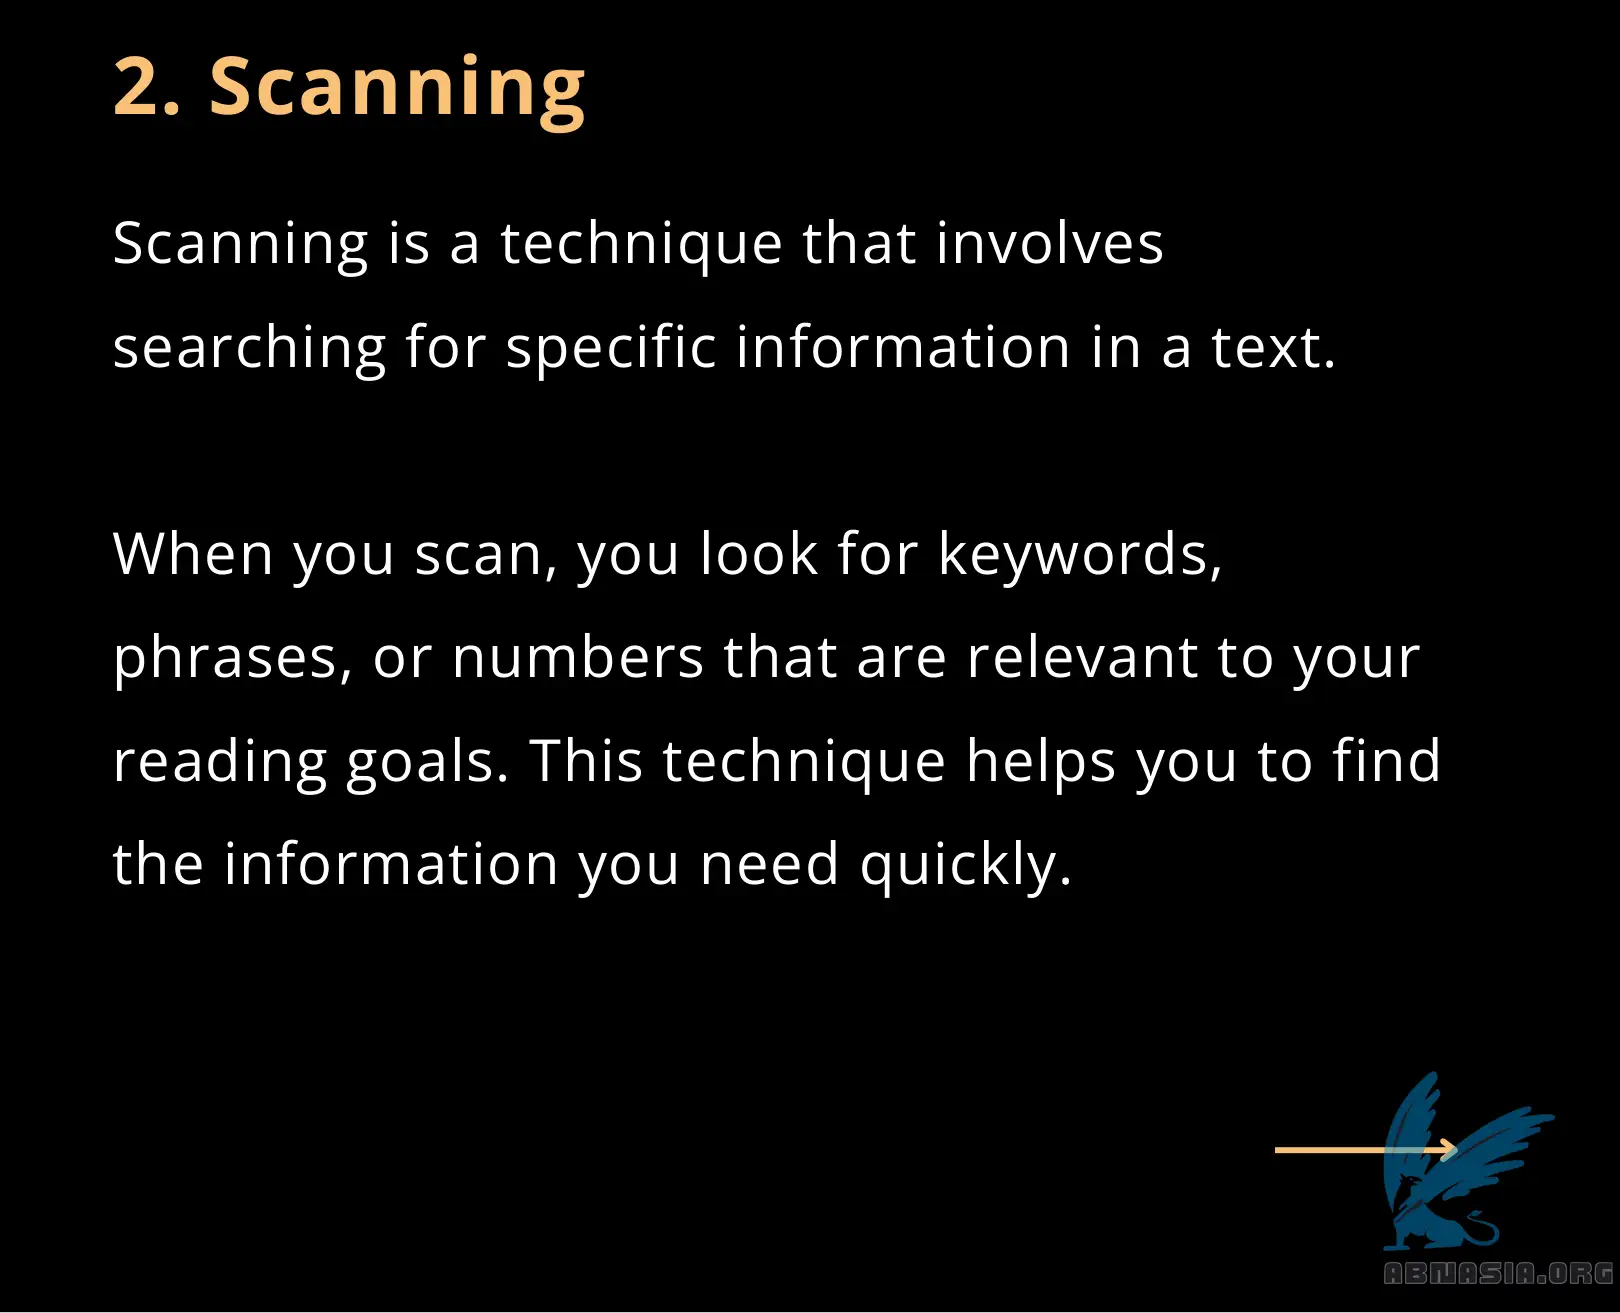 2. Scanning
Scanning is a technique that involves
searching for specific information in a text.
When you scan, you look for keywords,
phrases, or numbers that are relevant to your
reading goals. This technique helps you to find
the information you need quickly.
ABNASIA.ORG